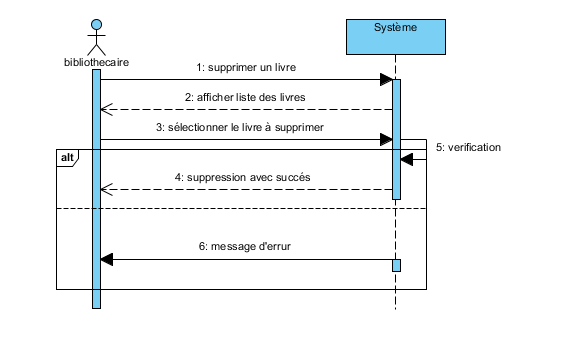 Système
bibliothecaire
1: supprimer un livre
2: afficher liste des livres
3: sélectionner le livre à supprimer
5: verification
alt
4: suppression avec succés
6: message d'errur